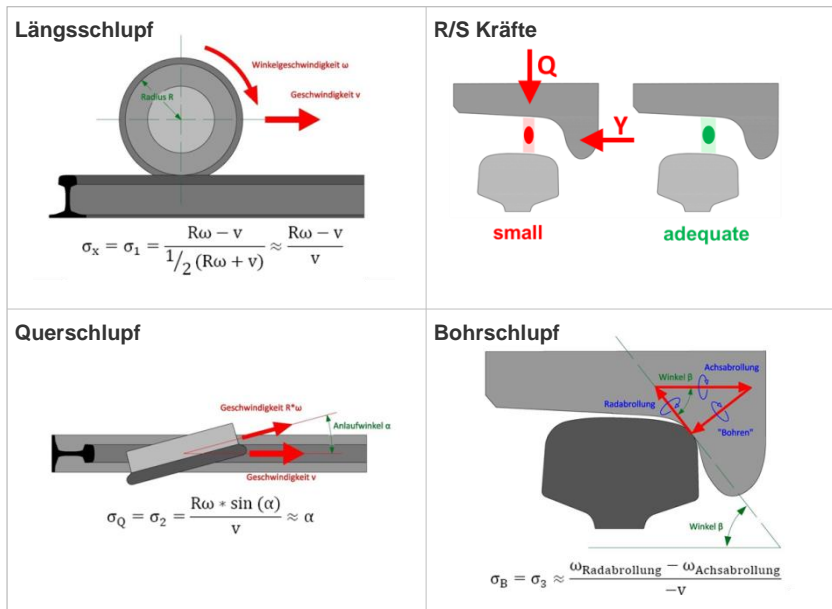 Längsschlupf
Winkelgeschwindigkeit ω
Radius R
Geschwindigkeit v
σx = σ1 = Rω − v / 1/2 (Rω + v) ≈ Rω − v / v
R/S Kräfte
Q
Y
small
adequate
Querschlupf
Geschwindigkeit R*ω
Anlaufwinkel α
Geschwindigkeit v
σQ = σ2 = Rω * sin (α) / v ≈ α
Bohrschlupf
Achsabrollung
Winkel β
Radabrollung
"Bohren"
Winkel β
σB = σ3 ≈ ωRadabrollung − ωAchsabrollung / −v